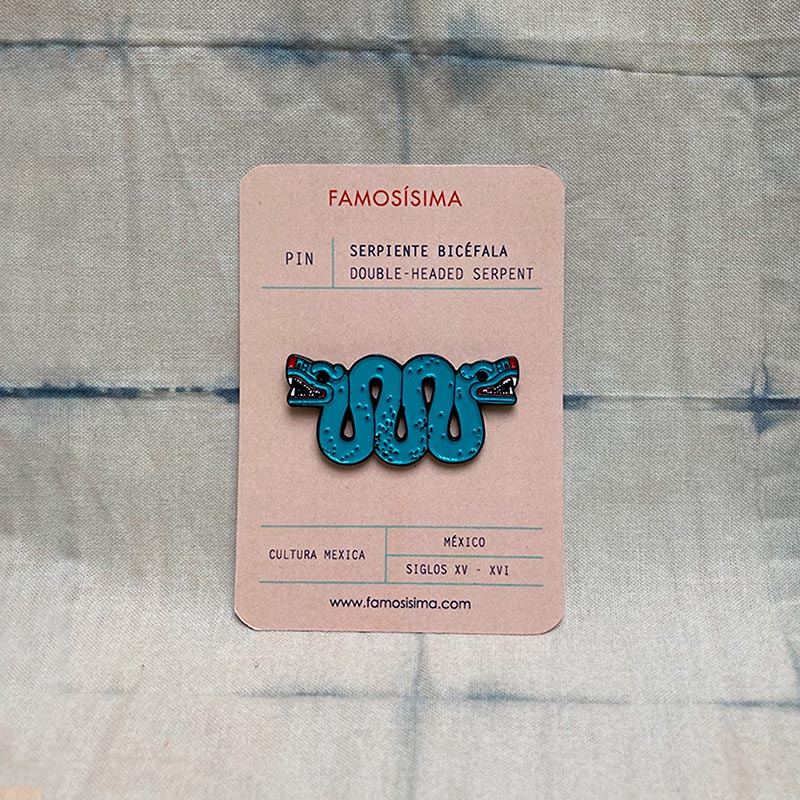 FAMOSÍSIMA
PIN
SERPIENTE BICÉFALA
DOUBLE-HEADED SERPENT
CULTURA MEXICA
MÉXICO
SIGLOS XV - XVI
www.famosisima.com